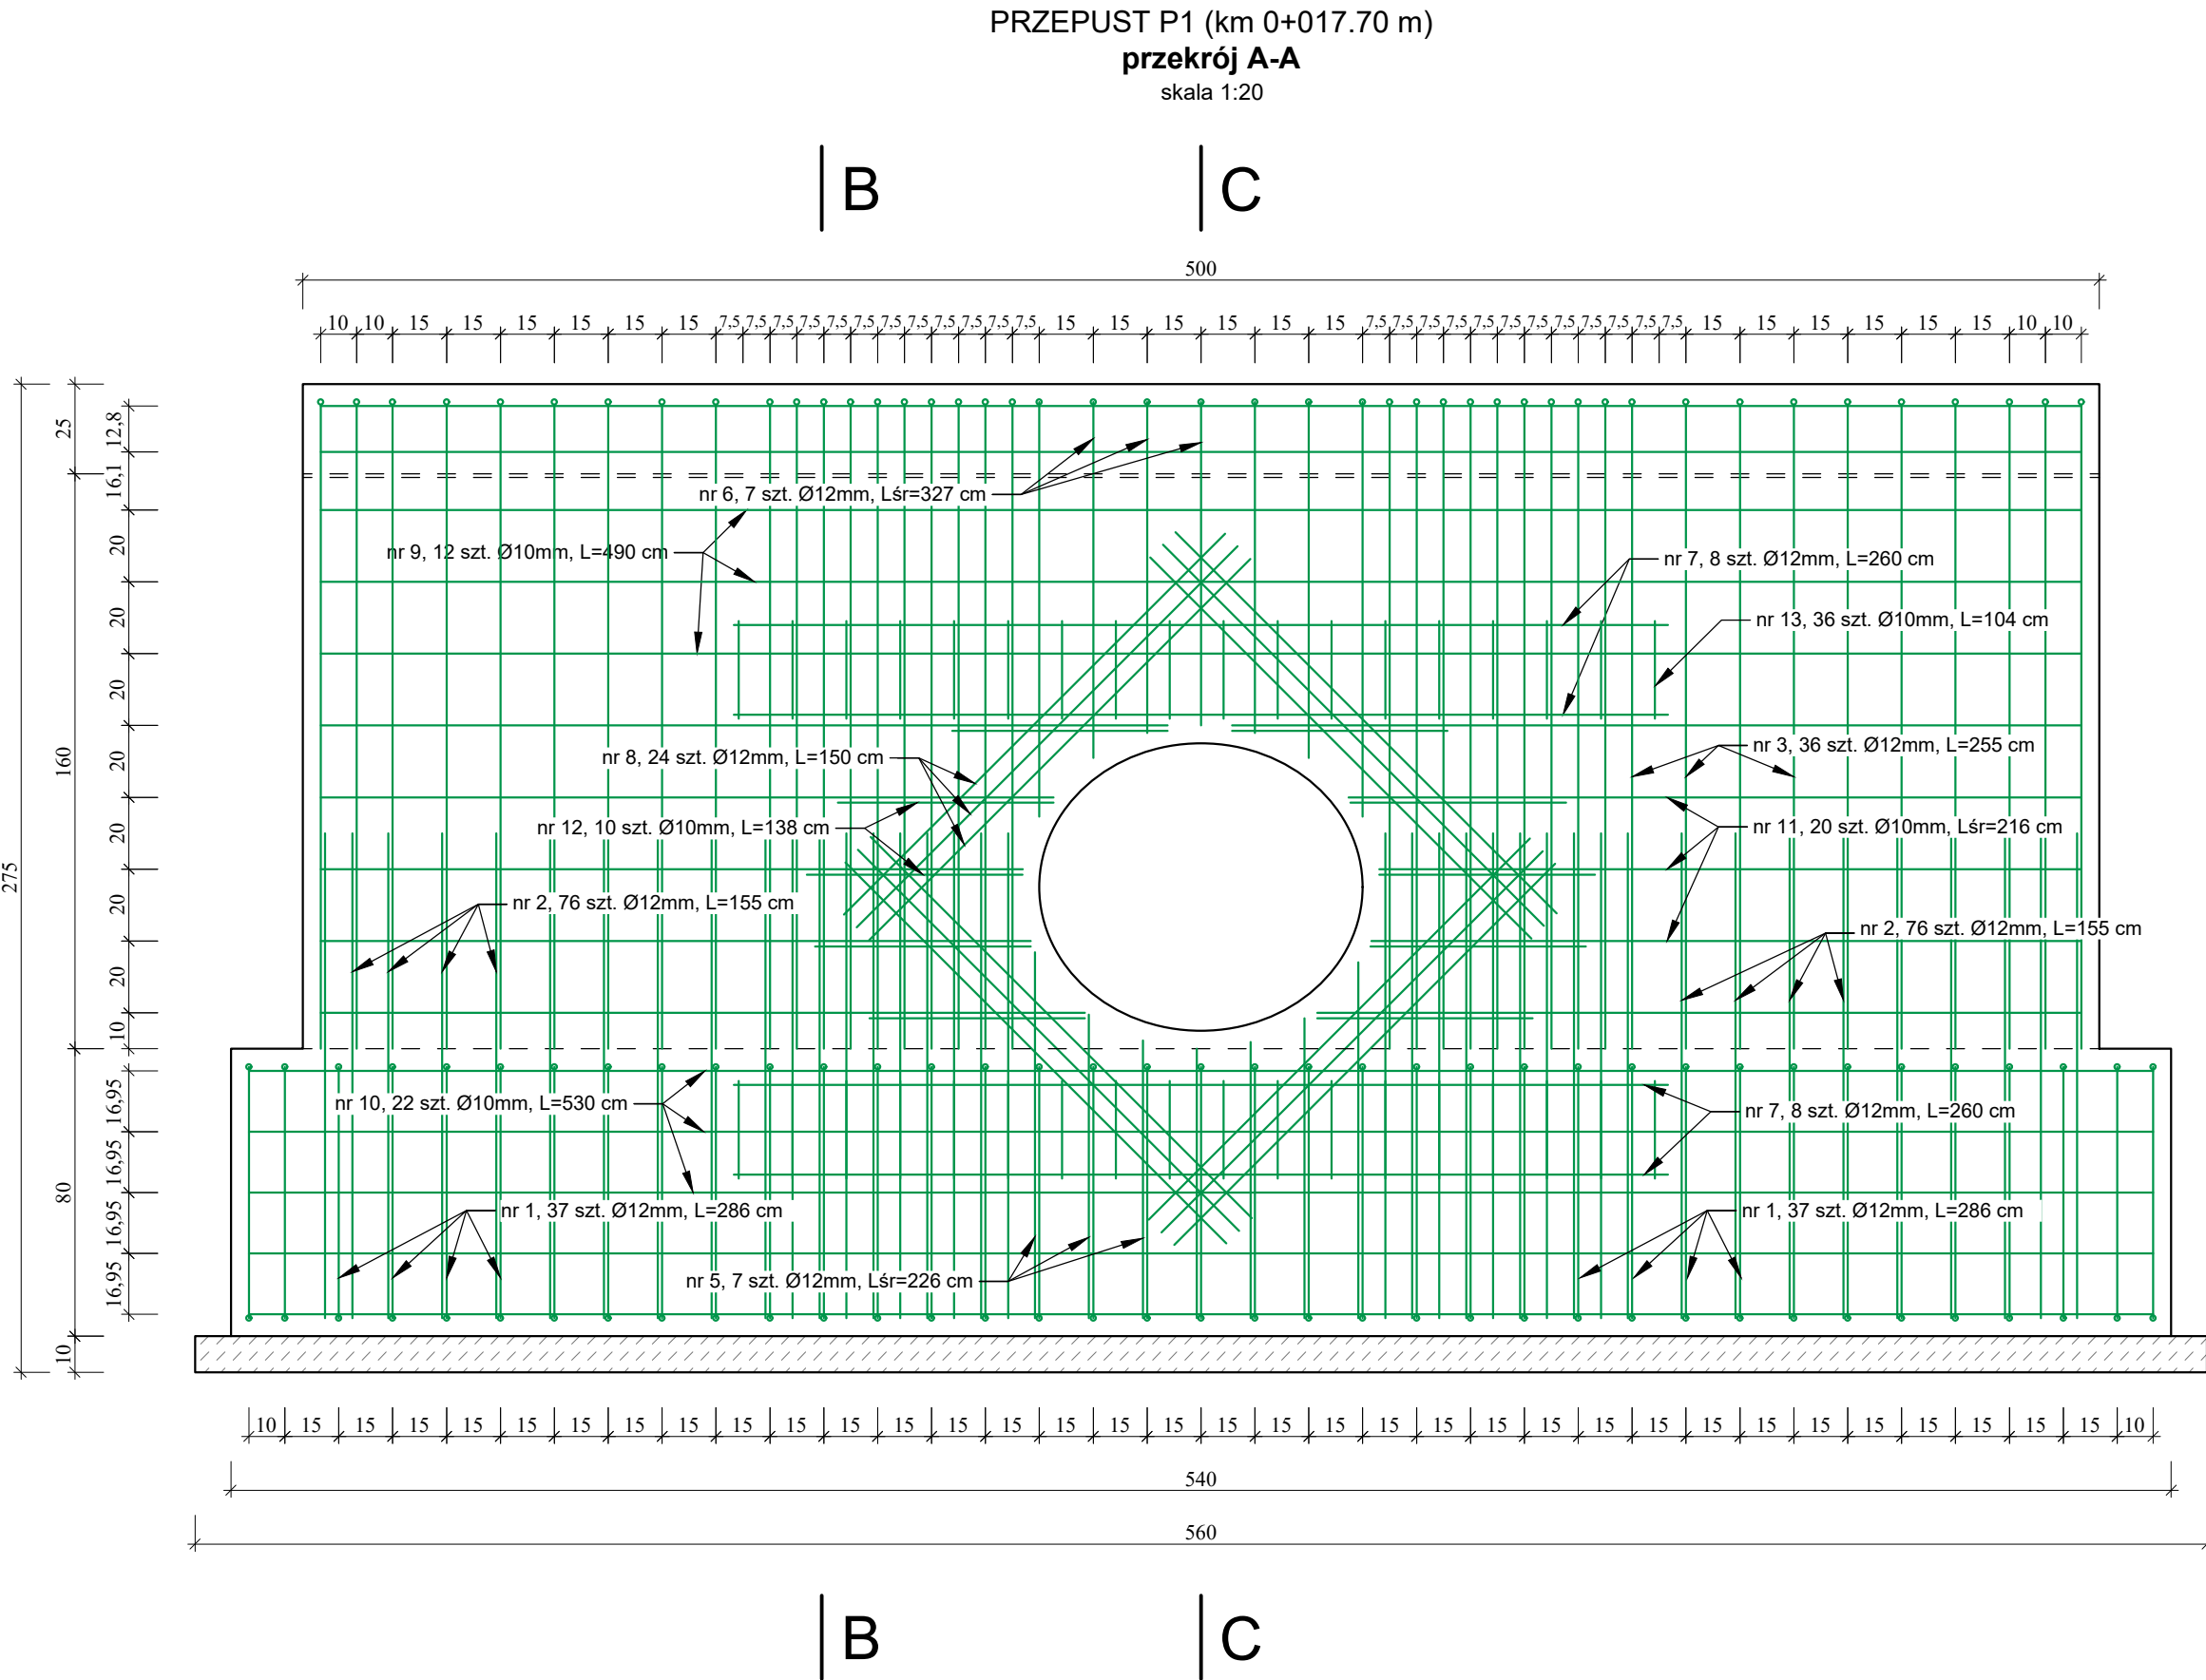 PRZEPUST P1 (km 0+017.70 m)
przekrój A-A
skala 1:20
B C
500
10 10 15 15 15 15 15 15 7,5 7,5 7,5 7,5 7,5 7,5 7,5 7,5 7,5 7,5 7,5 7,5 15 15 15 15 15 15 7,5 7,5 7,5 7,5 7,5 7,5 7,5 7,5 7,5 7,5 7,5 7,5 15 15 15 15 15 15 10 10
275
25
160
80
10
12,8
16,1
20
20
20
20
20
20
20
10
16,95
16,95
16,95
16,95
nr 6, 7 szt. Ø12mm, Lśr=327 cm
nr 9, 12 szt. Ø10mm, L=490 cm
nr 7, 8 szt. Ø12mm, L=260 cm
nr 13, 36 szt. Ø10mm, L=104 cm
nr 8, 24 szt. Ø12mm, L=150 cm
nr 3, 36 szt. Ø12mm, L=255 cm
nr 12, 10 szt. Ø10mm, L=138 cm
nr 11, 20 szt. Ø10mm, Lśr=216 cm
nr 2, 76 szt. Ø12mm, L=155 cm
nr 2, 76 szt. Ø12mm, L=155 cm
nr 10, 22 szt. Ø10mm, L=530 cm
nr 7, 8 szt. Ø12mm, L=260 cm
nr 1, 37 szt. Ø12mm, L=286 cm
nr 1, 37 szt. Ø12mm, L=286 cm
nr 5, 7 szt. Ø12mm, Lśr=226 cm
10 15 15 15 15 15 15 15 15 15 15 15 15 15 15 15 15 15 15 15 15 15 15 15 15 15 15 15 15 15 15 15 15 15 15 10
540
560
B C